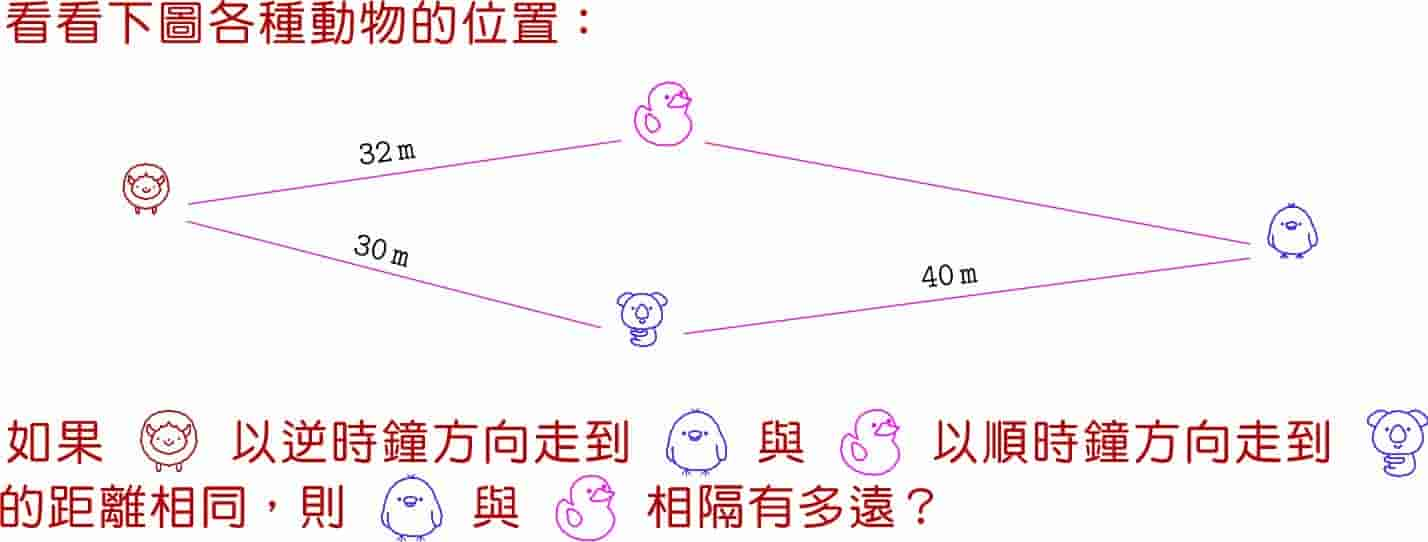 看看下圖各種動物的位置：
32 m
30 m
40 m
如果 以逆時鐘方向走到 與 以順時鐘方向走到
的距離相同，則 與 相隔有多遠？